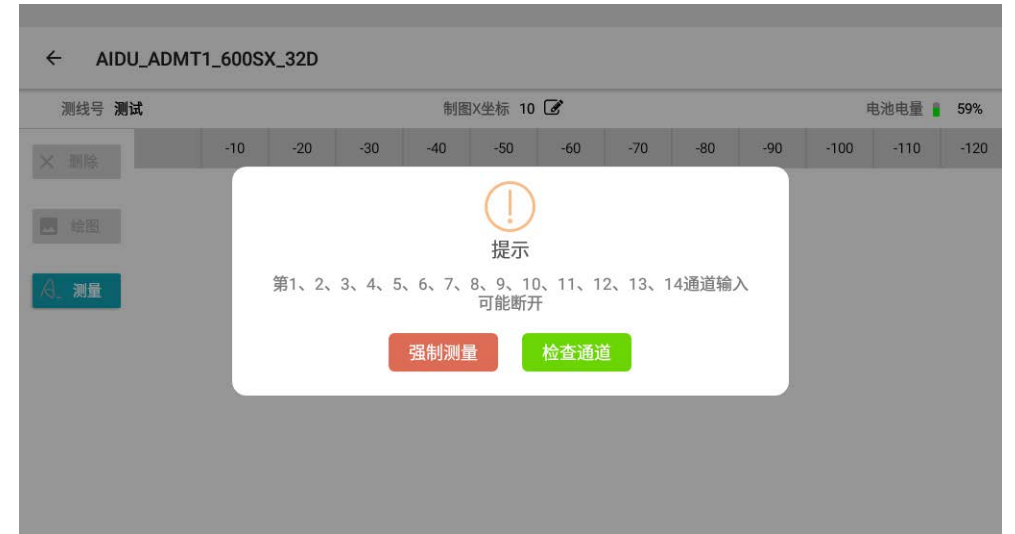 AIDU_ADMT1_600SX_32D
测线号 测试 制图X坐标 10 电池电量 59%
删除 -10 -20 -30 -40 -50 -60 -70 -80 -90 -100 -110 -120
绘图
测量
提示
第1、2、3、4、5、6、7、8、9、10、11、12、13、14通道输入
可能断开
强制测量 检查通道